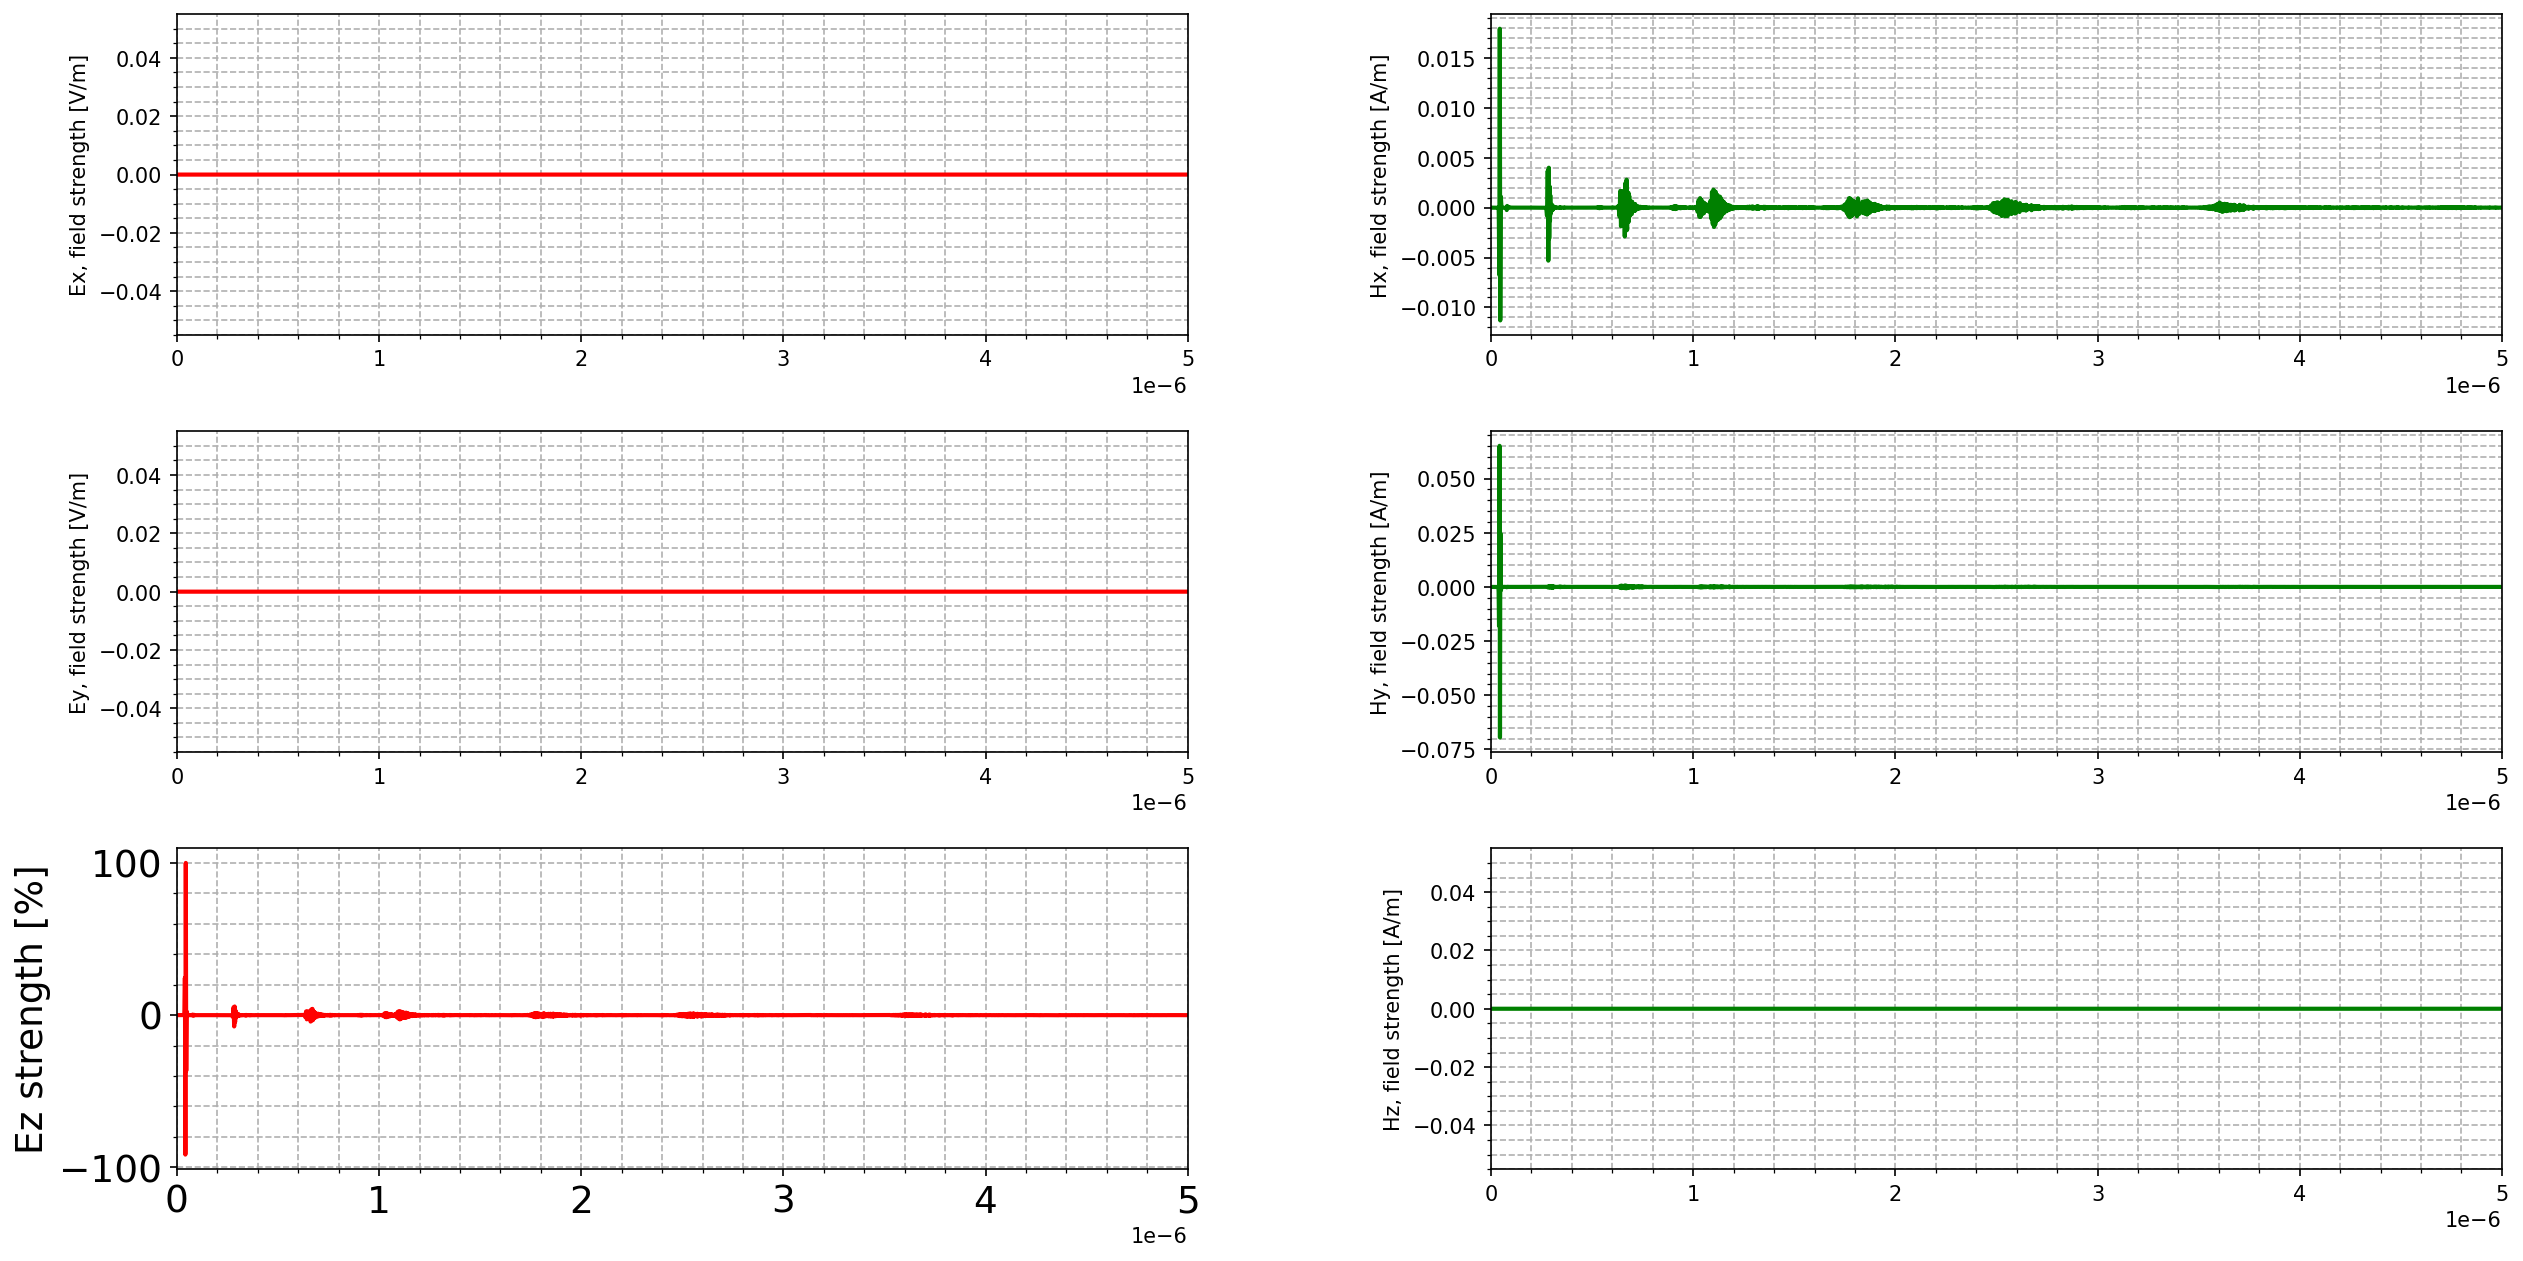 Ex, field strength [V/m]
0.04
0.02
0.00
−0.02
−0.04
0 1 2 3 4 5
1e−6
Hx, field strength [A/m]
0.015
0.010
0.005
0.000
−0.005
−0.010
0 1 2 3 4 5
1e−6
Ey, field strength [V/m]
0.04
0.02
0.00
−0.02
−0.04
0 1 2 3 4 5
1e−6
Hy, field strength [A/m]
0.050
0.025
0.000
−0.025
−0.050
−0.075
0 1 2 3 4 5
1e−6
Ez strength [%]
100
0
−100
0 1 2 3 4 5
1e−6
Hz, field strength [A/m]
0.04
0.02
0.00
−0.02
−0.04
0 1 2 3 4 5
1e−6